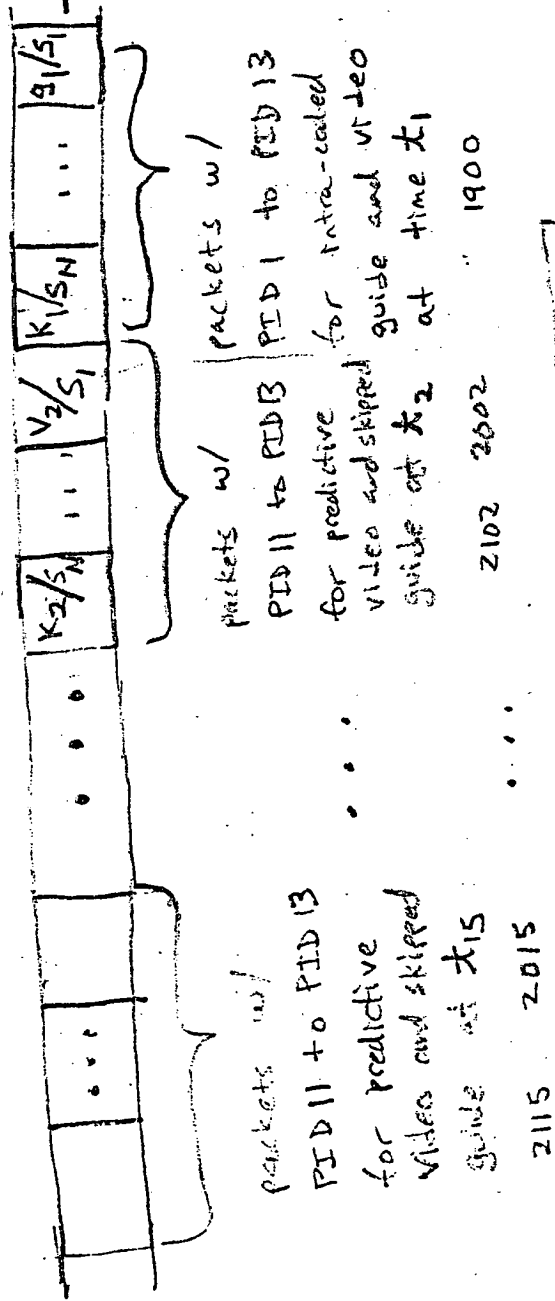 K2/SN ... V2/S1 K1/SN ... g1/S1
packets w/
PID 11 to PID 13
for predictive
video and skipped
guide at t15
2115 2015
...
packets w/
PID 11 to PID 13
for predictive
video and skipped
guide at t2
2102 2002
packets w/
PID 1 to PID 13
for intra-coded
guide and video
at time t1
1900